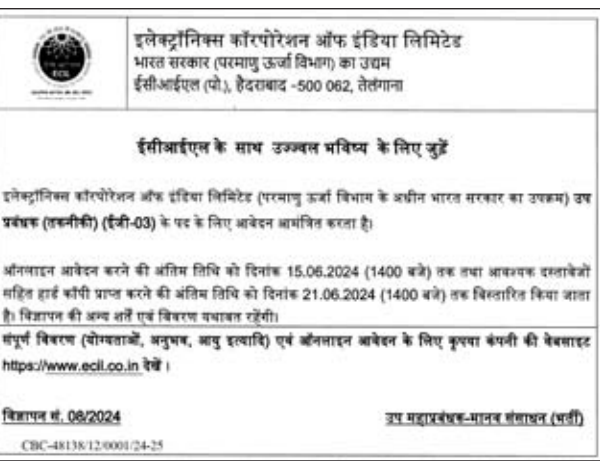 ECIL
इलेक्ट्रॉनिक्स कॉरपोरेशन ऑफ इंडिया लिमिटेड
भारत सरकार (परमाणु ऊर्जा विभाग) का उद्यम
ईसीआईएल (पो.), हैदराबाद -500 062, तेलंगाना
ईसीआईएल के साथ उज्ज्वल भविष्य के लिए जुड़ें
इलेक्ट्रॉनिक्स कॉरपोरेशन ऑफ इंडिया लिमिटेड (परमाणु ऊर्जा विभाग के अधीन भारत सरकार का उपक्रम) उप
प्रबंधक (तकनीकी) (ईजी-03) के पद के लिए आवेदन आमंत्रित करता है।
ऑनलाइन आवेदन करने की अंतिम तिथि को दिनांक 15.06.2024 (1400 बजे) तक तथा आवश्यक दस्तावेजों
सहित हार्ड कॉपी प्राप्त करने की अंतिम तिथि को दिनांक 21.06.2024 (1400 बजे) तक विस्तारित किया जाता
है। विज्ञापन की अन्य शर्तें एवं विवरण यथावत रहेंगी।
संपूर्ण विवरण (योग्यताओं, अनुभव, आयु इत्यादि) एवं ऑनलाइन आवेदन के लिए कृपया कंपनी की वेबसाइट
https://www.ecil.co.in देखें।
विज्ञापन सं. 08/2024
उप महाप्रबंधक-मानव संसाधन (भर्ती)
CBC-48138/12/0001/24-25